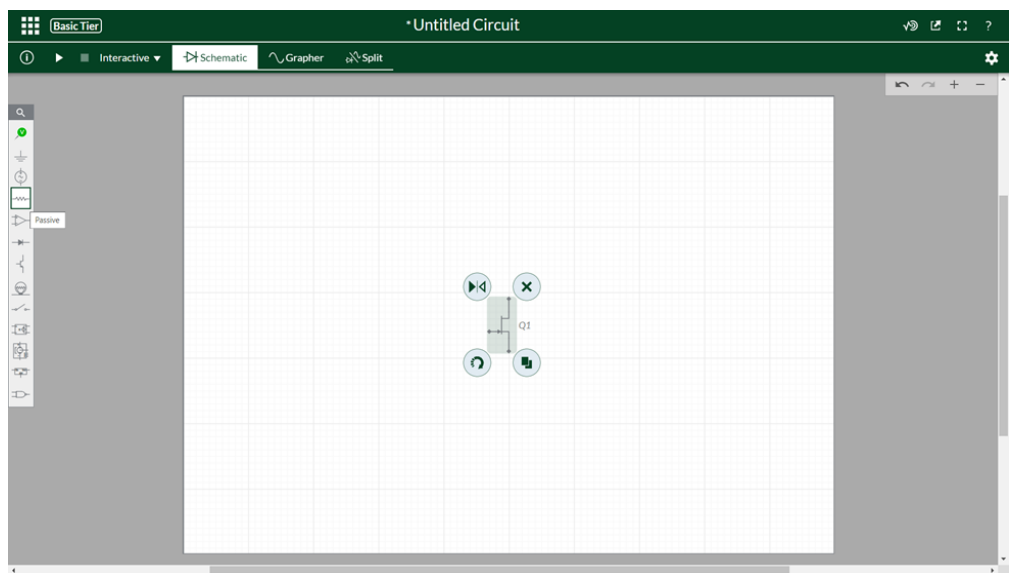 Basic Tier
*Untitled Circuit
?
Interactive
Schematic
Grapher
Split
V
Passive
Q1